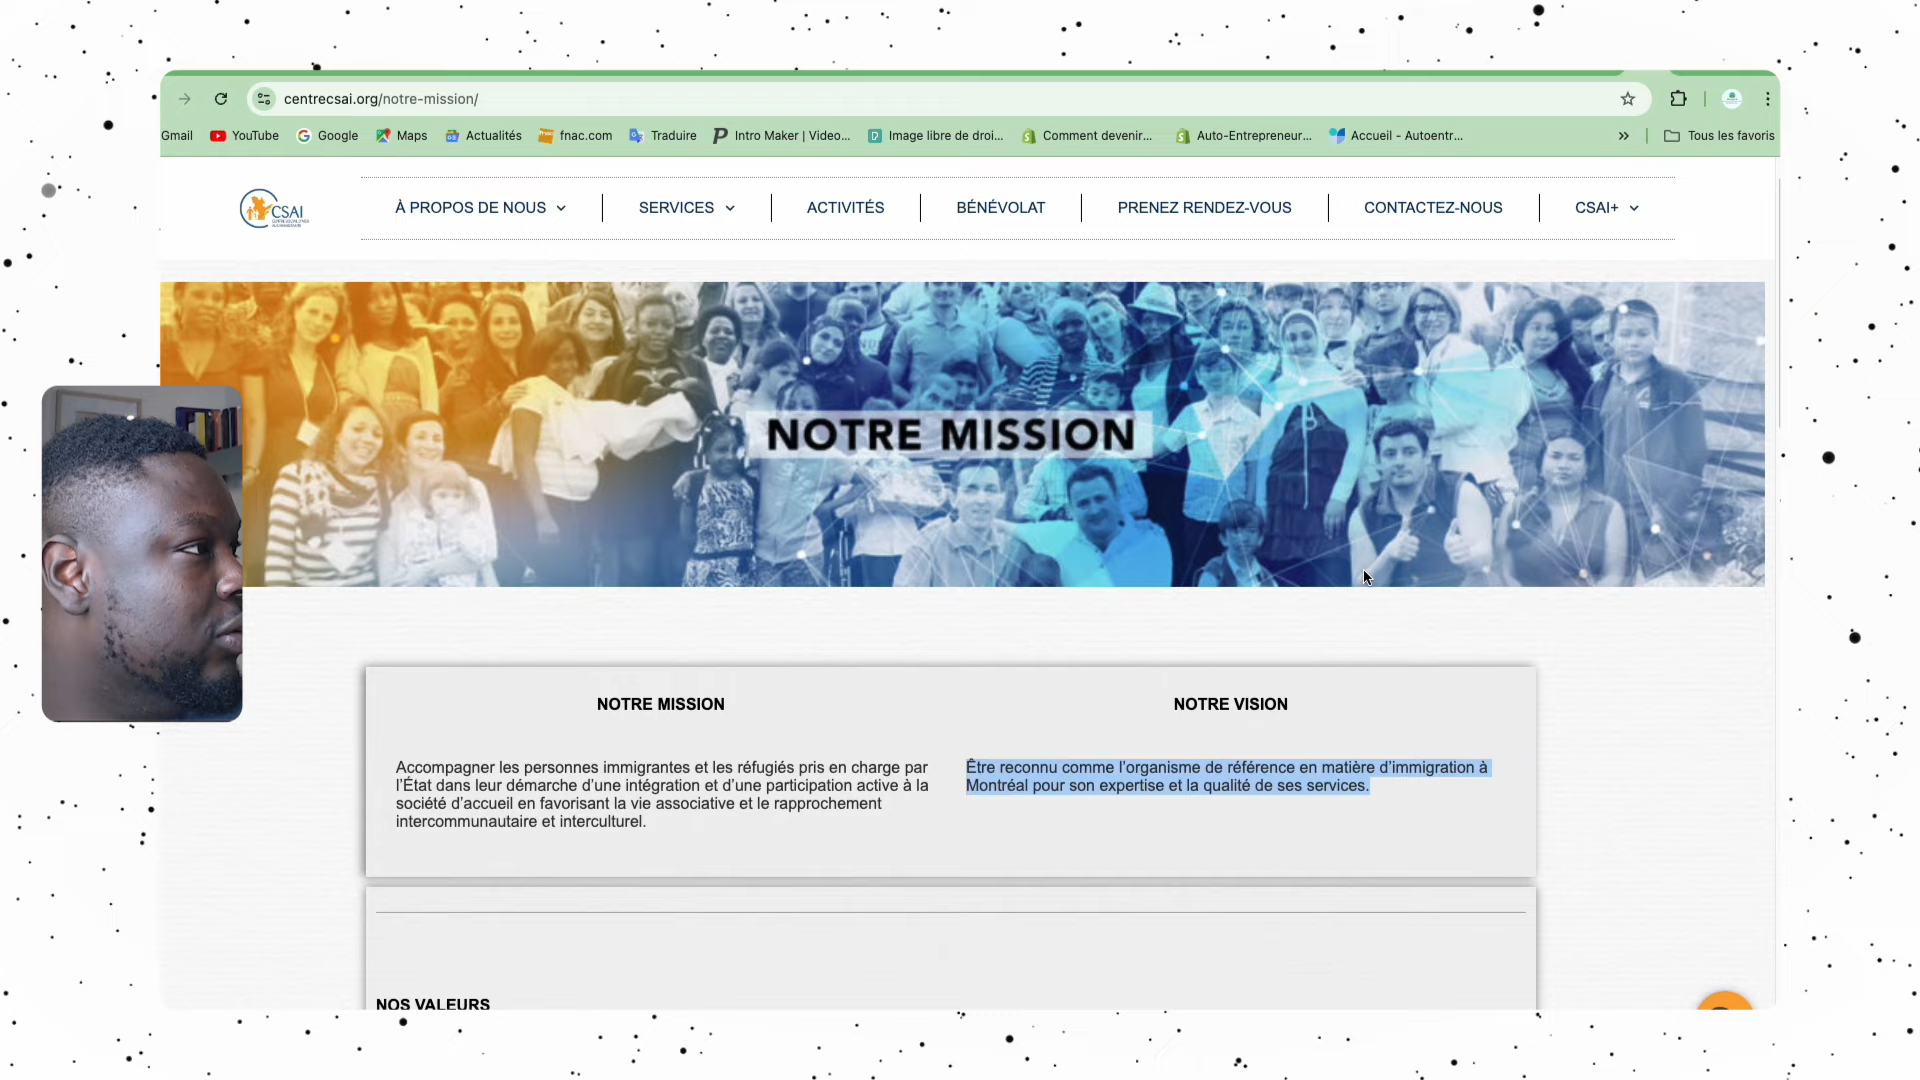 centrecsai.org/notre-mission/
Gmail YouTube Google Maps Actualités fnac.com Traduire Intro Maker | Video... Image libre de droi... Comment devenir... Auto-Entrepreneur... Accueil - Autoentr... » Tous les favoris
CSAI
À PROPOS DE NOUS SERVICES ACTIVITÉS BÉNÉVOLAT PRENEZ RENDEZ-VOUS CONTACTEZ-NOUS CSAI+
NOTRE MISSION
NOTRE MISSION
Accompagner les personnes immigrantes et les réfugiés pris en charge par
l’État dans leur démarche d’une intégration et d’une participation active à la
société d’accueil en favorisant la vie associative et le rapprochement
intercommunautaire et interculturel.
NOTRE VISION
Être reconnu comme l’organisme de référence en matière d’immigration à
Montréal pour son expertise et la qualité de ses services.
NOS VALEURS